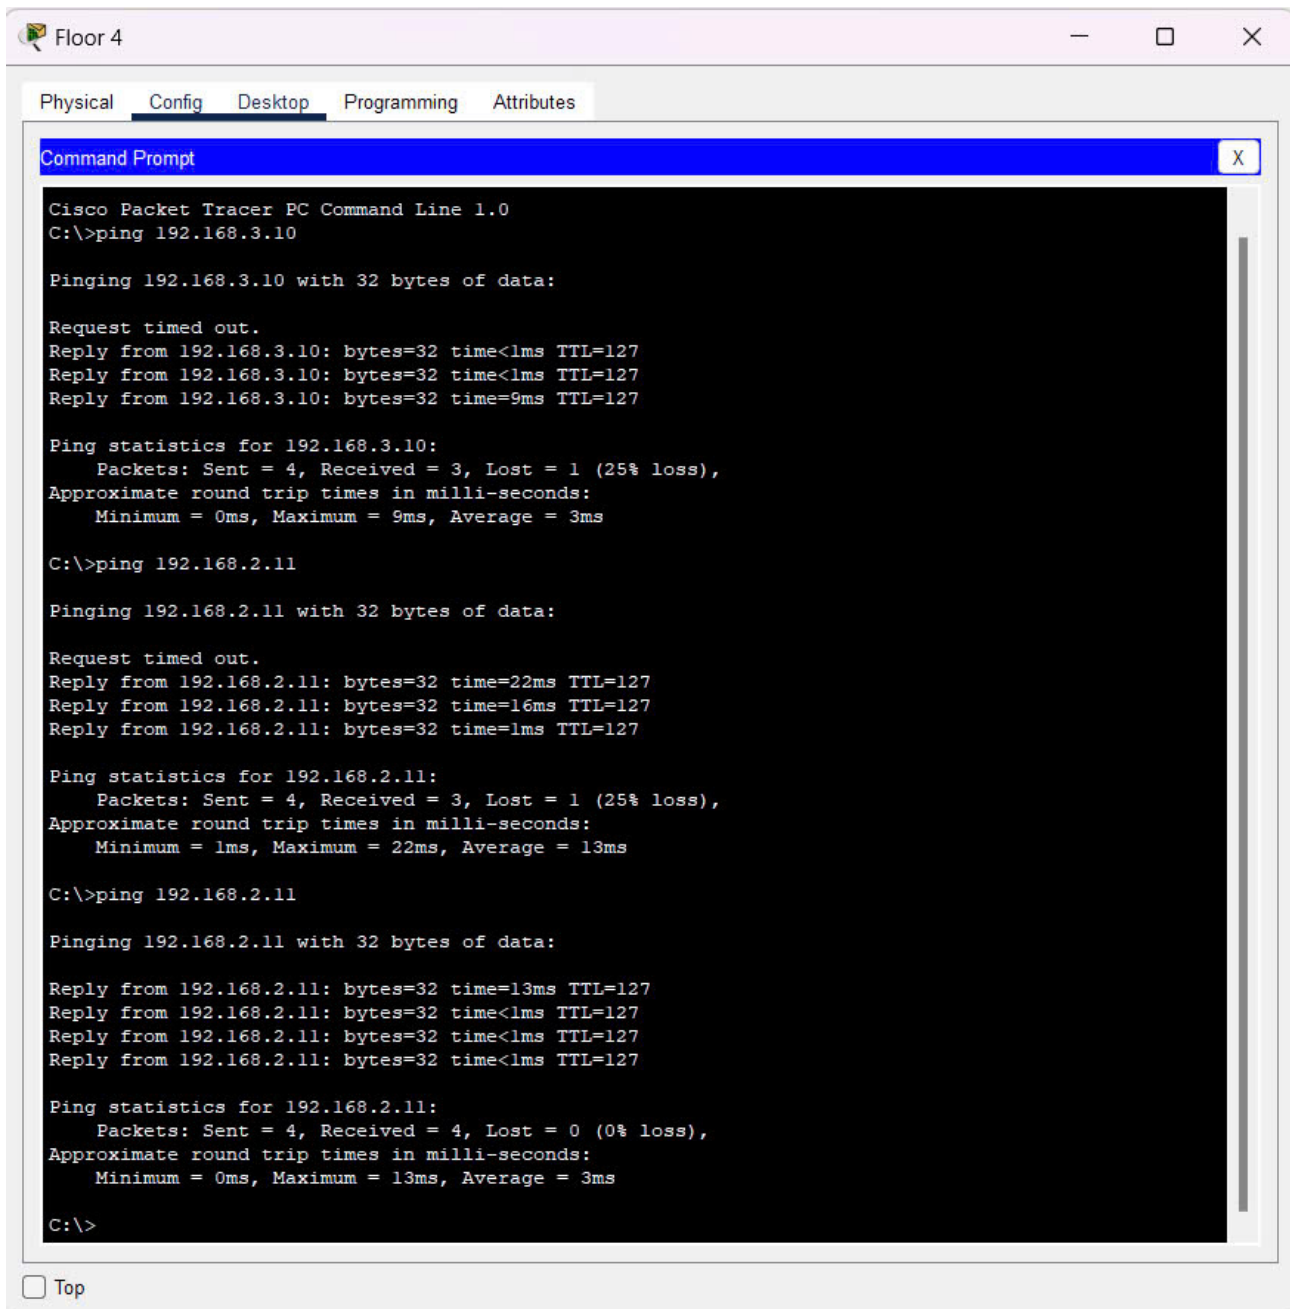 Floor 4
Physical Config Desktop Programming Attributes
Command Prompt
X
Cisco Packet Tracer PC Command Line 1.0
C:\>ping 192.168.3.10
Pinging 192.168.3.10 with 32 bytes of data:
Request timed out.
Reply from 192.168.3.10: bytes=32 time<1ms TTL=127
Reply from 192.168.3.10: bytes=32 time<1ms TTL=127
Reply from 192.168.3.10: bytes=32 time=9ms TTL=127
Ping statistics for 192.168.3.10:
Packets: Sent = 4, Received = 3, Lost = 1 (25% loss),
Approximate round trip times in milli-seconds:
Minimum = 0ms, Maximum = 9ms, Average = 3ms
C:\>ping 192.168.2.11
Pinging 192.168.2.11 with 32 bytes of data:
Request timed out.
Reply from 192.168.2.11: bytes=32 time=22ms TTL=127
Reply from 192.168.2.11: bytes=32 time=16ms TTL=127
Reply from 192.168.2.11: bytes=32 time=1ms TTL=127
Ping statistics for 192.168.2.11:
Packets: Sent = 4, Received = 3, Lost = 1 (25% loss),
Approximate round trip times in milli-seconds:
Minimum = 1ms, Maximum = 22ms, Average = 13ms
C:\>ping 192.168.2.11
Pinging 192.168.2.11 with 32 bytes of data:
Reply from 192.168.2.11: bytes=32 time=13ms TTL=127
Reply from 192.168.2.11: bytes=32 time<1ms TTL=127
Reply from 192.168.2.11: bytes=32 time<1ms TTL=127
Reply from 192.168.2.11: bytes=32 time<1ms TTL=127
Ping statistics for 192.168.2.11:
Packets: Sent = 4, Received = 4, Lost = 0 (0% loss),
Approximate round trip times in milli-seconds:
Minimum = 0ms, Maximum = 13ms, Average = 3ms
C:\>
Top